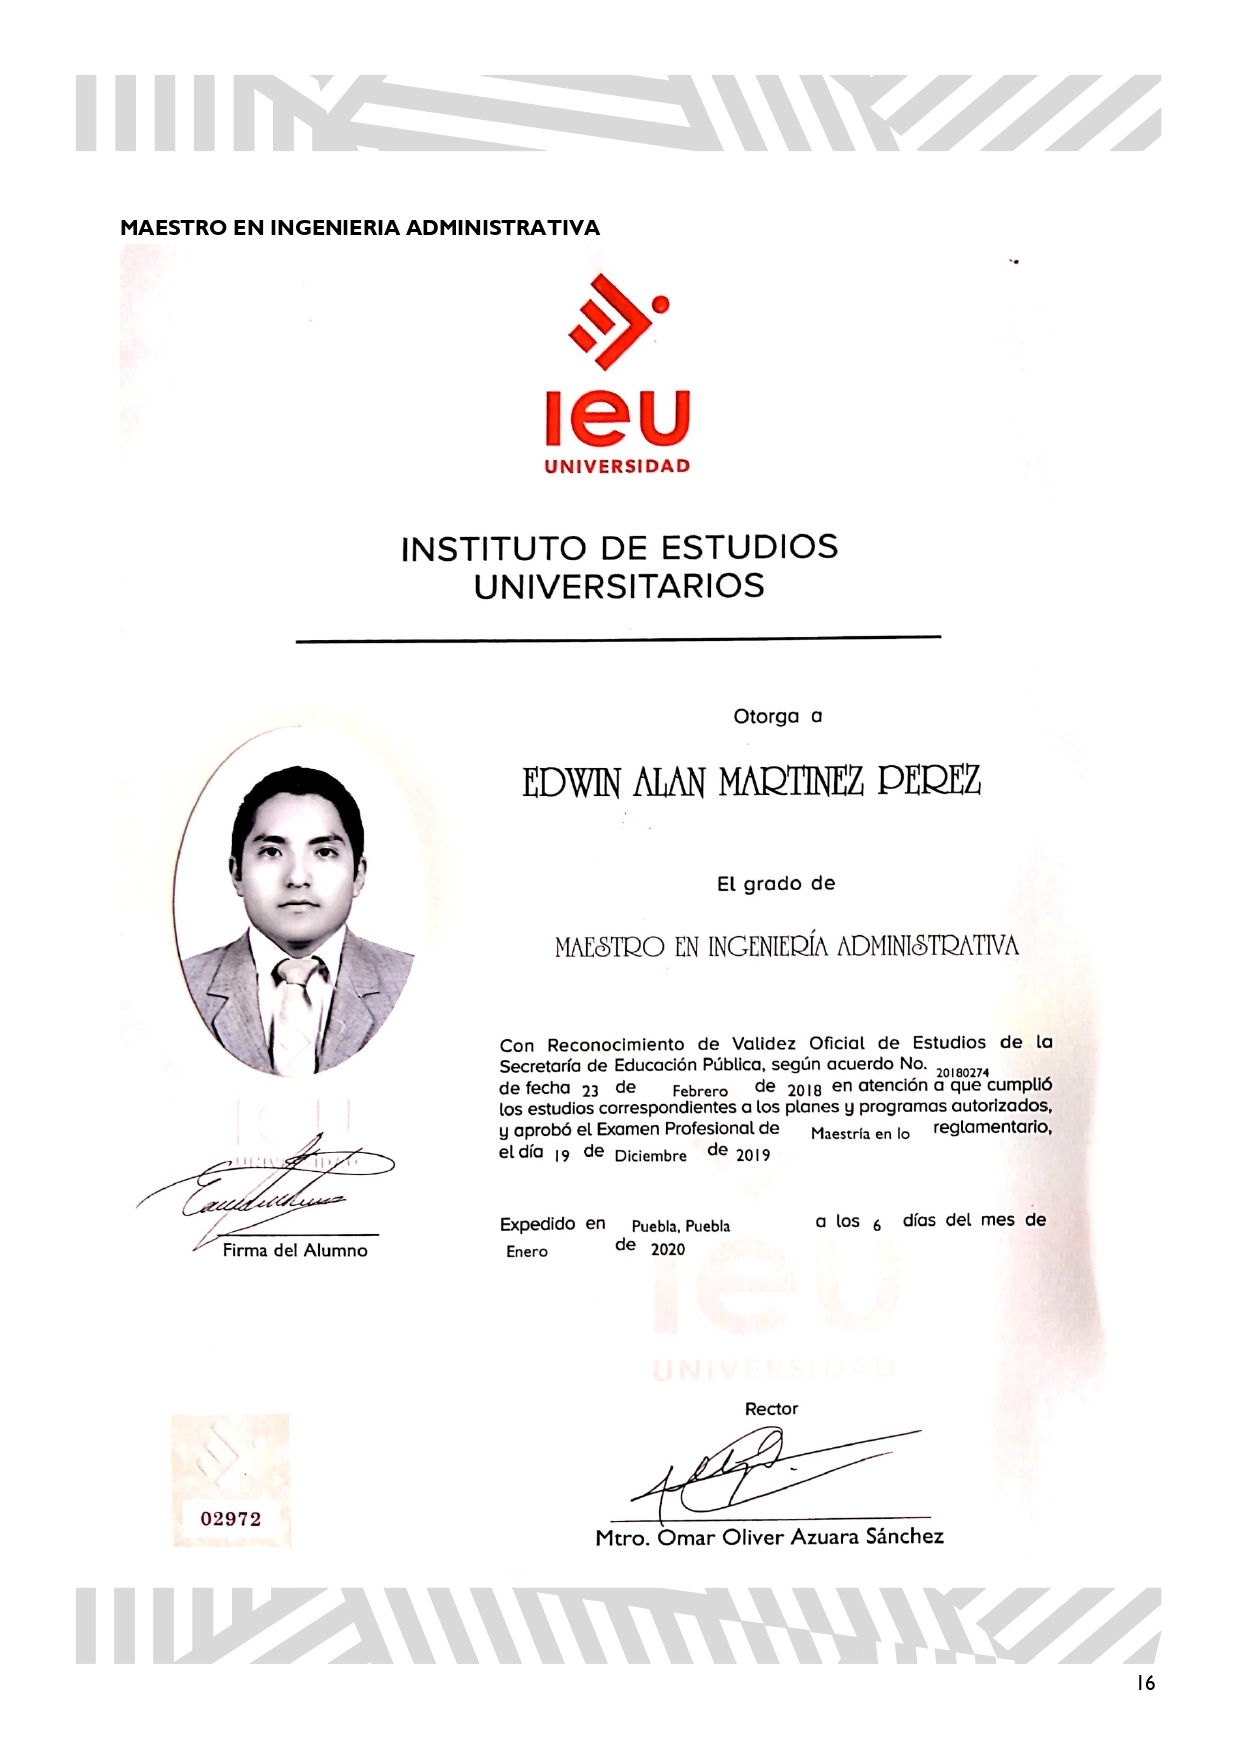 MAESTRO EN INGENIERIA ADMINISTRATIVA
ieu
UNIVERSIDAD
INSTITUTO DE ESTUDIOS
UNIVERSITARIOS
Otorga a
EDWIN ALAN MARTINEZ PEREZ
El grado de
MAESTRO EN INGENIERÍA ADMINISTRATIVA
Con Reconocimiento de Validez Oficial de Estudios de la
Secretaría de Educación Pública, según acuerdo No. 20180274
de fecha 23 de Febrero de 2018 en atención a que cumplió
los estudios correspondientes a los planes y programas autorizados,
y aprobó el Examen Profesional de Maestría en lo reglamentario,
el día 19 de Diciembre de 2019
Expedido en Puebla, Puebla a los 6 días del mes de
Enero de 2020
Firma del Alumno
ieu
UNIVERSIDAD
Rector
02972
Mtro. Omar Oliver Azuara Sánchez
16